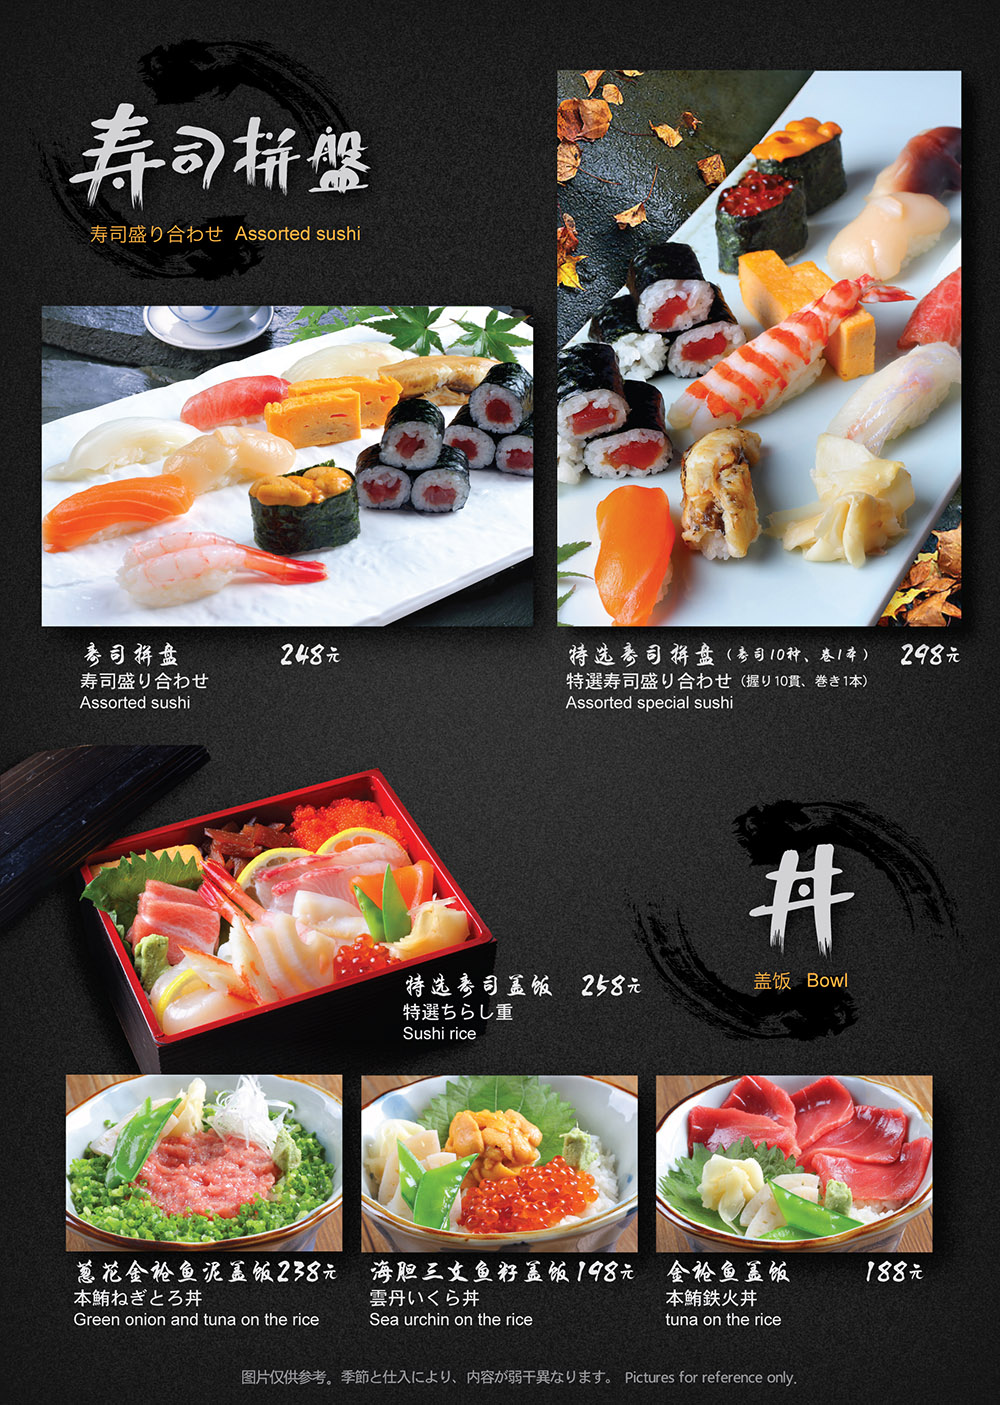 寿司拼盤
寿司盛り合わせ Assorted sushi
寿司拼盘 248元
寿司盛り合わせ
Assorted sushi
特选寿司拼盘（寿司10种、卷1本） 298元
特選寿司盛り合わせ（握り10貫、巻き1本）
Assorted special sushi
丼
盖饭 Bowl
特选寿司盖饭 258元
特選ちらし重
Sushi rice
葱花金枪鱼泥盖饭238元
本鮪ねぎとろ丼
Green onion and tuna on the rice
海胆三文鱼籽盖饭198元
雲丹いくら丼
Sea urchin on the rice
金枪鱼盖饭 188元
本鮪鉄火丼
tuna on the rice
图片仅供参考。季節と仕入により、内容が弱干異なります。 Pictures for reference only.